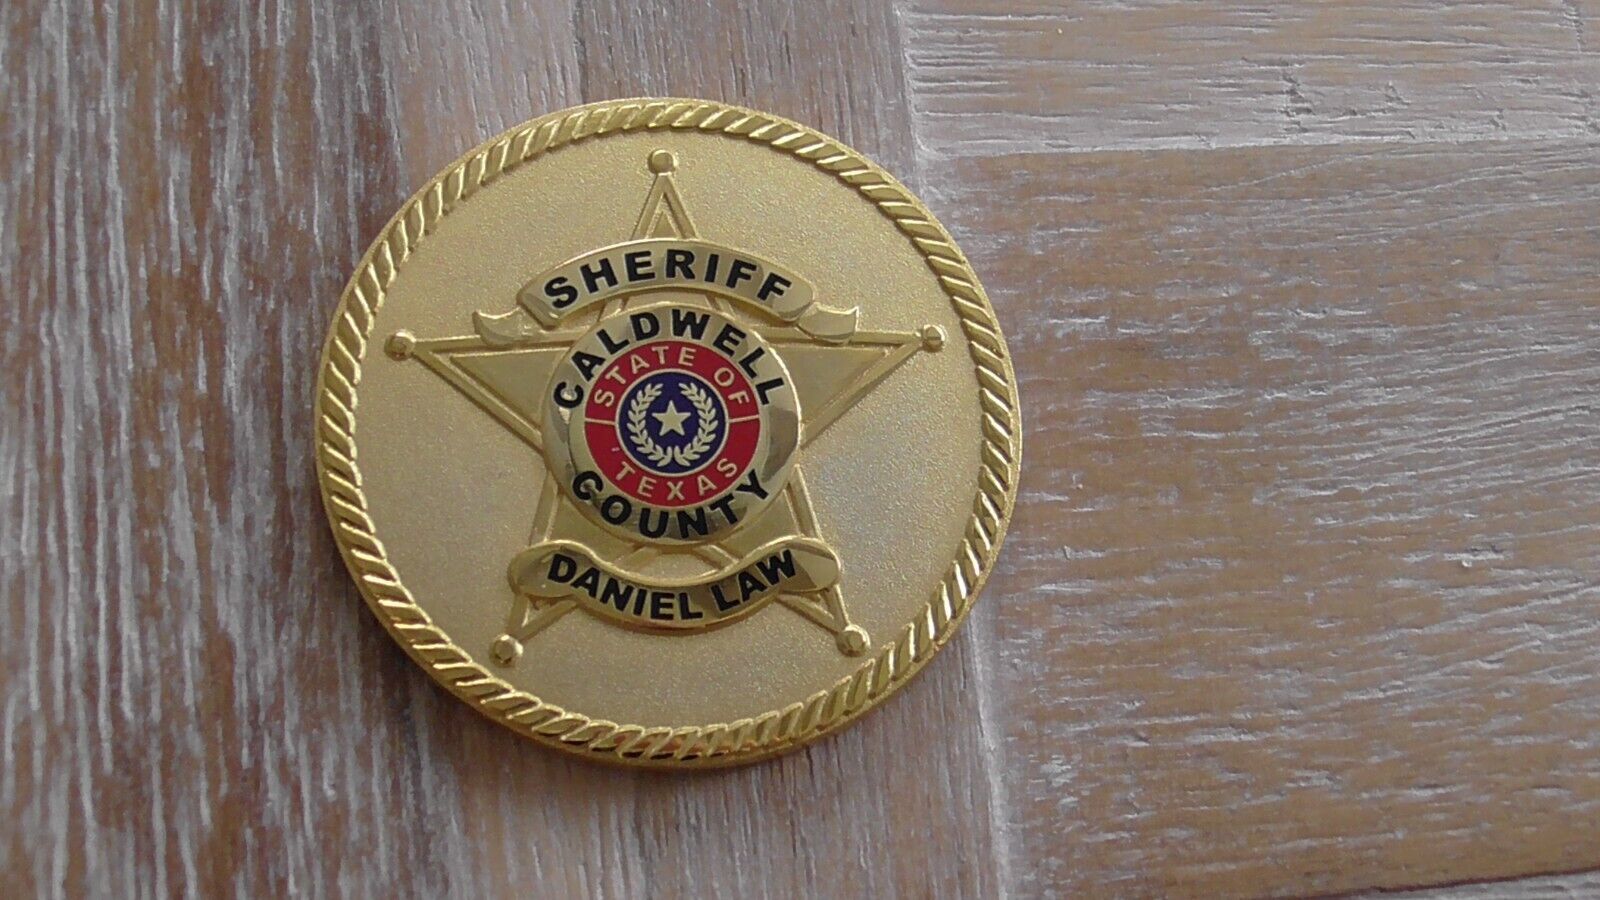 SHERIFF
CALDWELL
STATE OF
TEXAS
COUNTY
DANIEL LAW